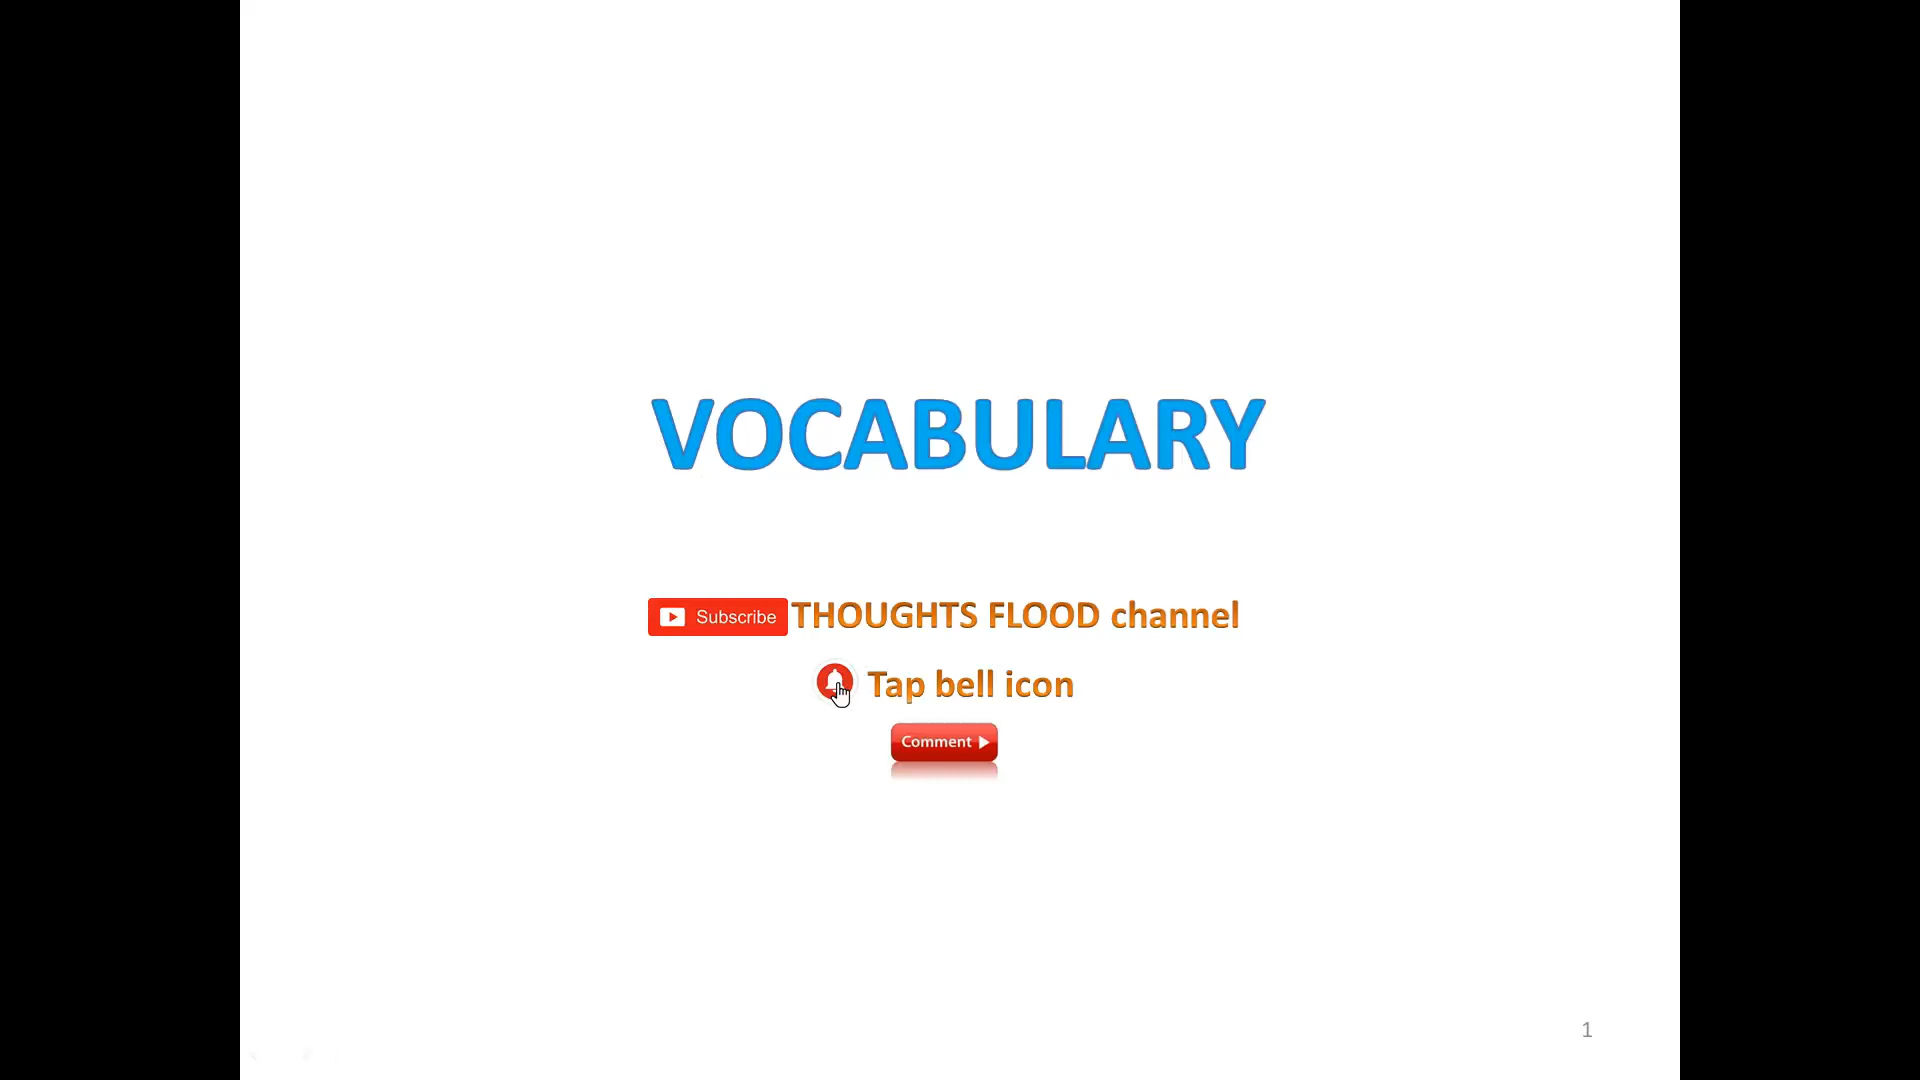 VOCABULARY
Subscribe THOUGHTS FLOOD channel
Tap bell icon
Comment
1